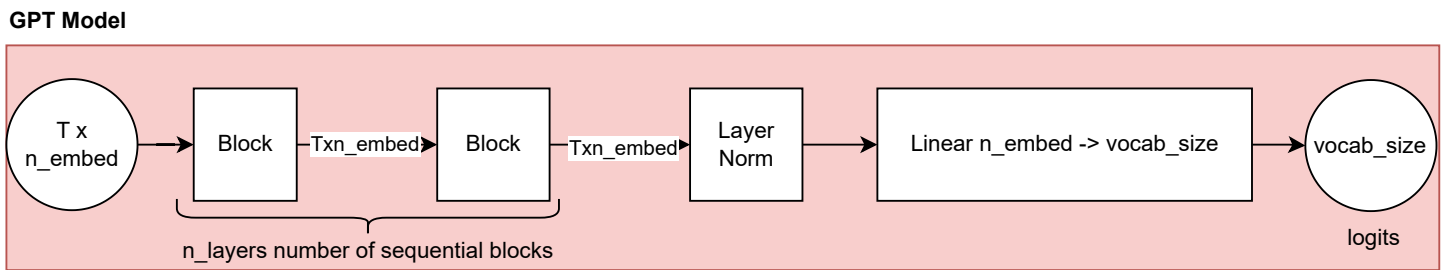 GPT Model
T x
n_embed
Block
Txn_embed
Block
Txn_embed
Layer
Norm
Linear n_embed -> vocab_size
vocab_size
n_layers number of sequential blocks
logits